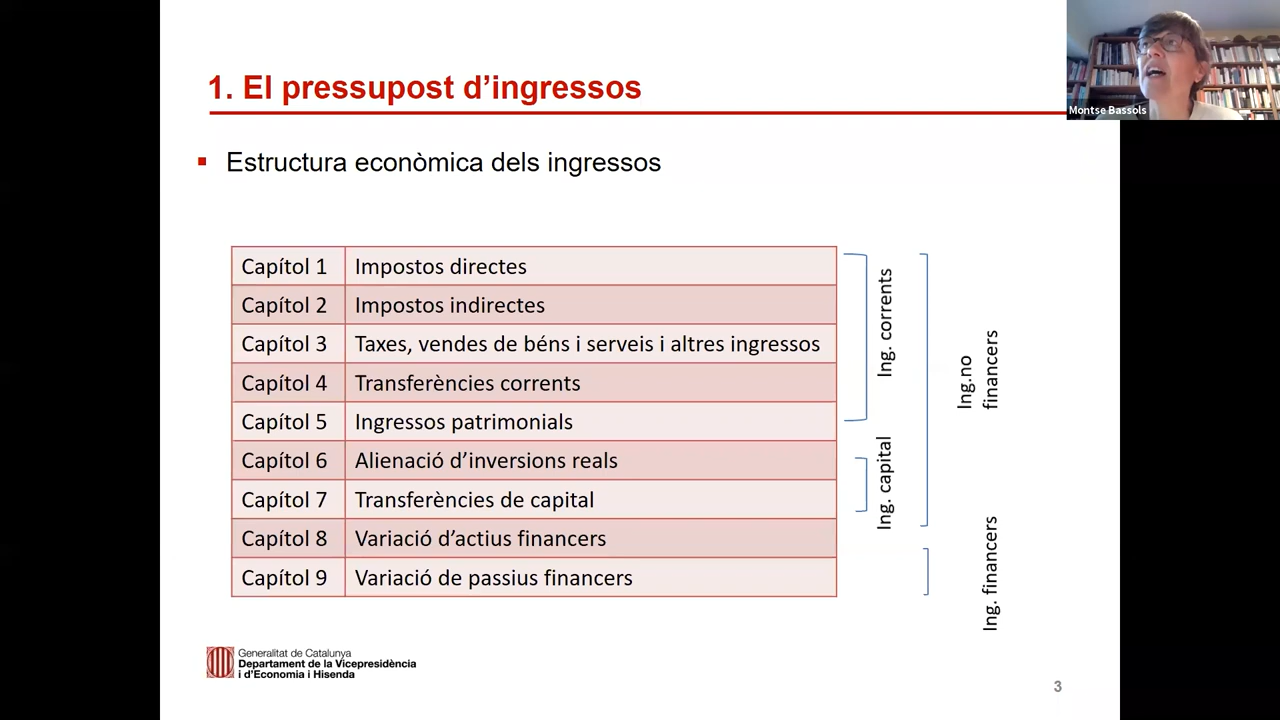 1. El pressupost d'ingressos
Montse Bassols
Estructura econòmica dels ingressos
Capítol 1 Impostos directes
Capítol 2 Impostos indirectes
Capítol 3 Taxes, vendes de béns i serveis i altres ingressos
Capítol 4 Transferències corrents
Capítol 5 Ingressos patrimonials
Capítol 6 Alienació d'inversions reals
Capítol 7 Transferències de capital
Capítol 8 Variació d'actius financers
Capítol 9 Variació de passius financers
Ing. corrents
Ing. capital
Ing.no
financers
Ing. financers
Generalitat de Catalunya
Departament de la Vicepresidència
i d'Economia i Hisenda
3